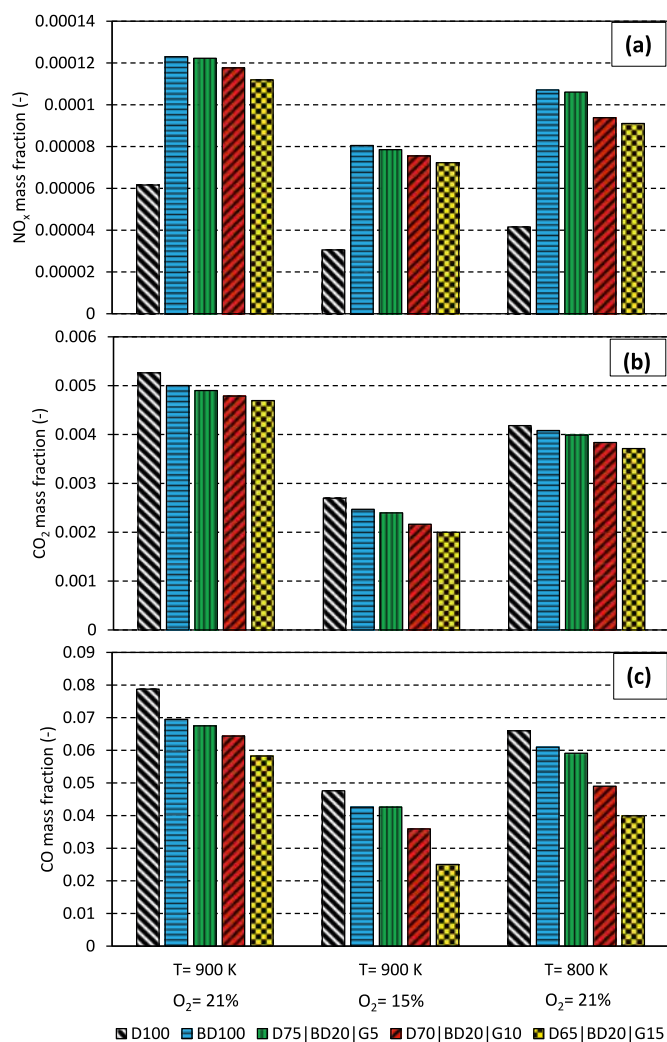 (a)
NOx mass fraction (-)
0.00014
0.00012
0.0001
0.00008
0.00006
0.00004
0.00002
0
(b)
CO2 mass fraction (-)
0.006
0.005
0.004
0.003
0.002
0.001
0
(c)
CO mass fraction (-)
0.09
0.08
0.07
0.06
0.05
0.04
0.03
0.02
0.01
0
T= 900 K T= 900 K T= 800 K
O2= 21% O2= 15% O2= 21%
D100 BD100 D75|BD20|G5 D70|BD20|G10 D65|BD20|G15